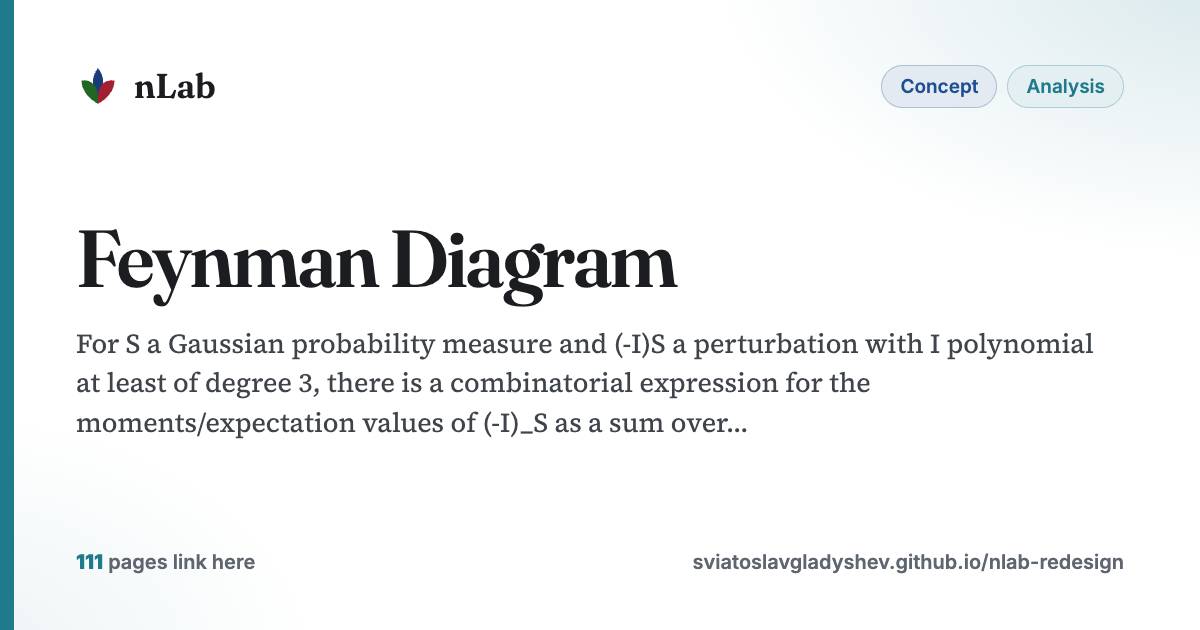 nLab
Concept
Analysis
Feynman Diagram
For S a Gaussian probability measure and (-I)S a perturbation with I polynomial
at least of degree 3, there is a combinatorial expression for the
moments/expectation values of (-I)_S as a sum over...
111 pages link here
sviatoslavgladyshev.github.io/nlab-redesign